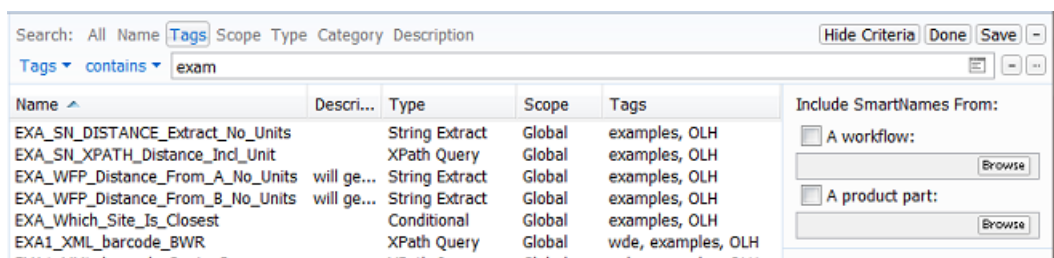 Search: All Name Tags Scope Type Category Description Hide Criteria Done Save -
Tags contains exam - ...
Name Descri... Type Scope Tags Include SmartNames From:
EXA_SN_DISTANCE_Extract_No_Units String Extract Global examples, OLH
A workflow:
EXA_SN_XPATH_Distance_Incl_Unit XPath Query Global examples, OLH
EXA_WFP_Distance_From_A_No_Units will ge... String Extract Global examples, OLH Browse
EXA_WFP_Distance_From_B_No_Units will ge... String Extract Global examples, OLH
A product part:
EXA_Which_Site_Is_Closest Conditional Global examples, OLH
Browse
EXA1_XML_barcode_BWR XPath Query Global wde, examples, OLH